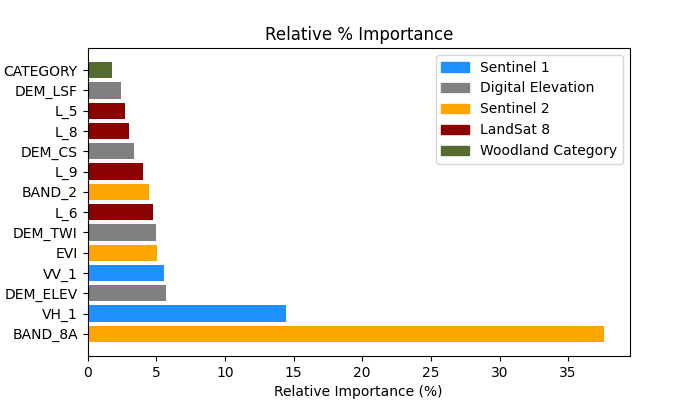 Relative % Importance
CATEGORY
DEM_LSF
L_5
L_8
DEM_CS
L_9
BAND_2
L_6
DEM_TWI
EVI
VV_1
DEM_ELEV
VH_1
BAND_8A
Sentinel 1
Digital Elevation
Sentinel 2
LandSat 8
Woodland Category
0 5 10 15 20 25 30 35
Relative Importance (%)